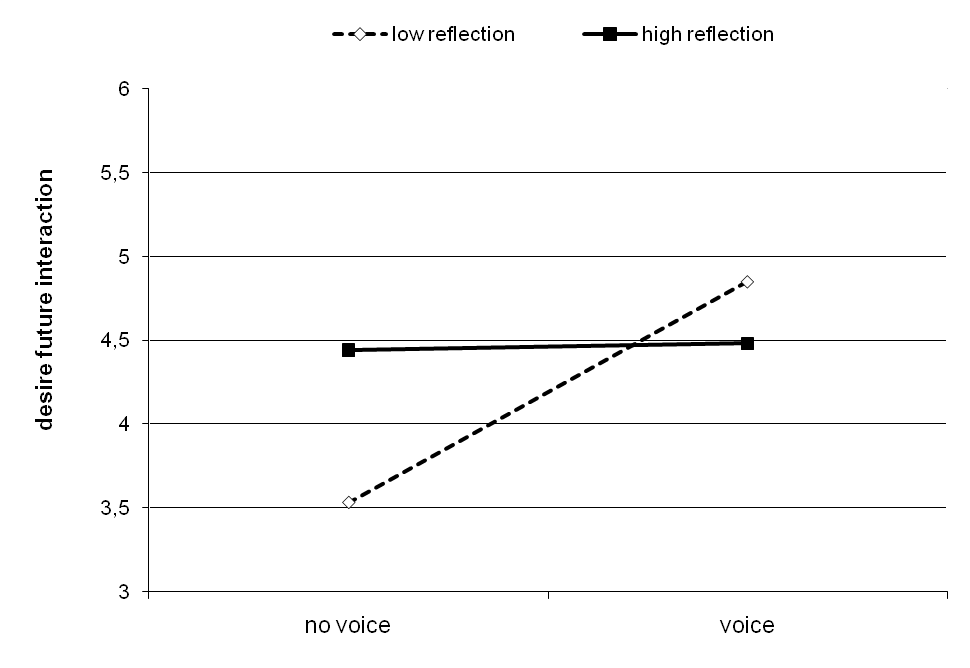 low reflection
high reflection
desire future interaction
6
5,5
5
4,5
4
3,5
3
no voice
voice